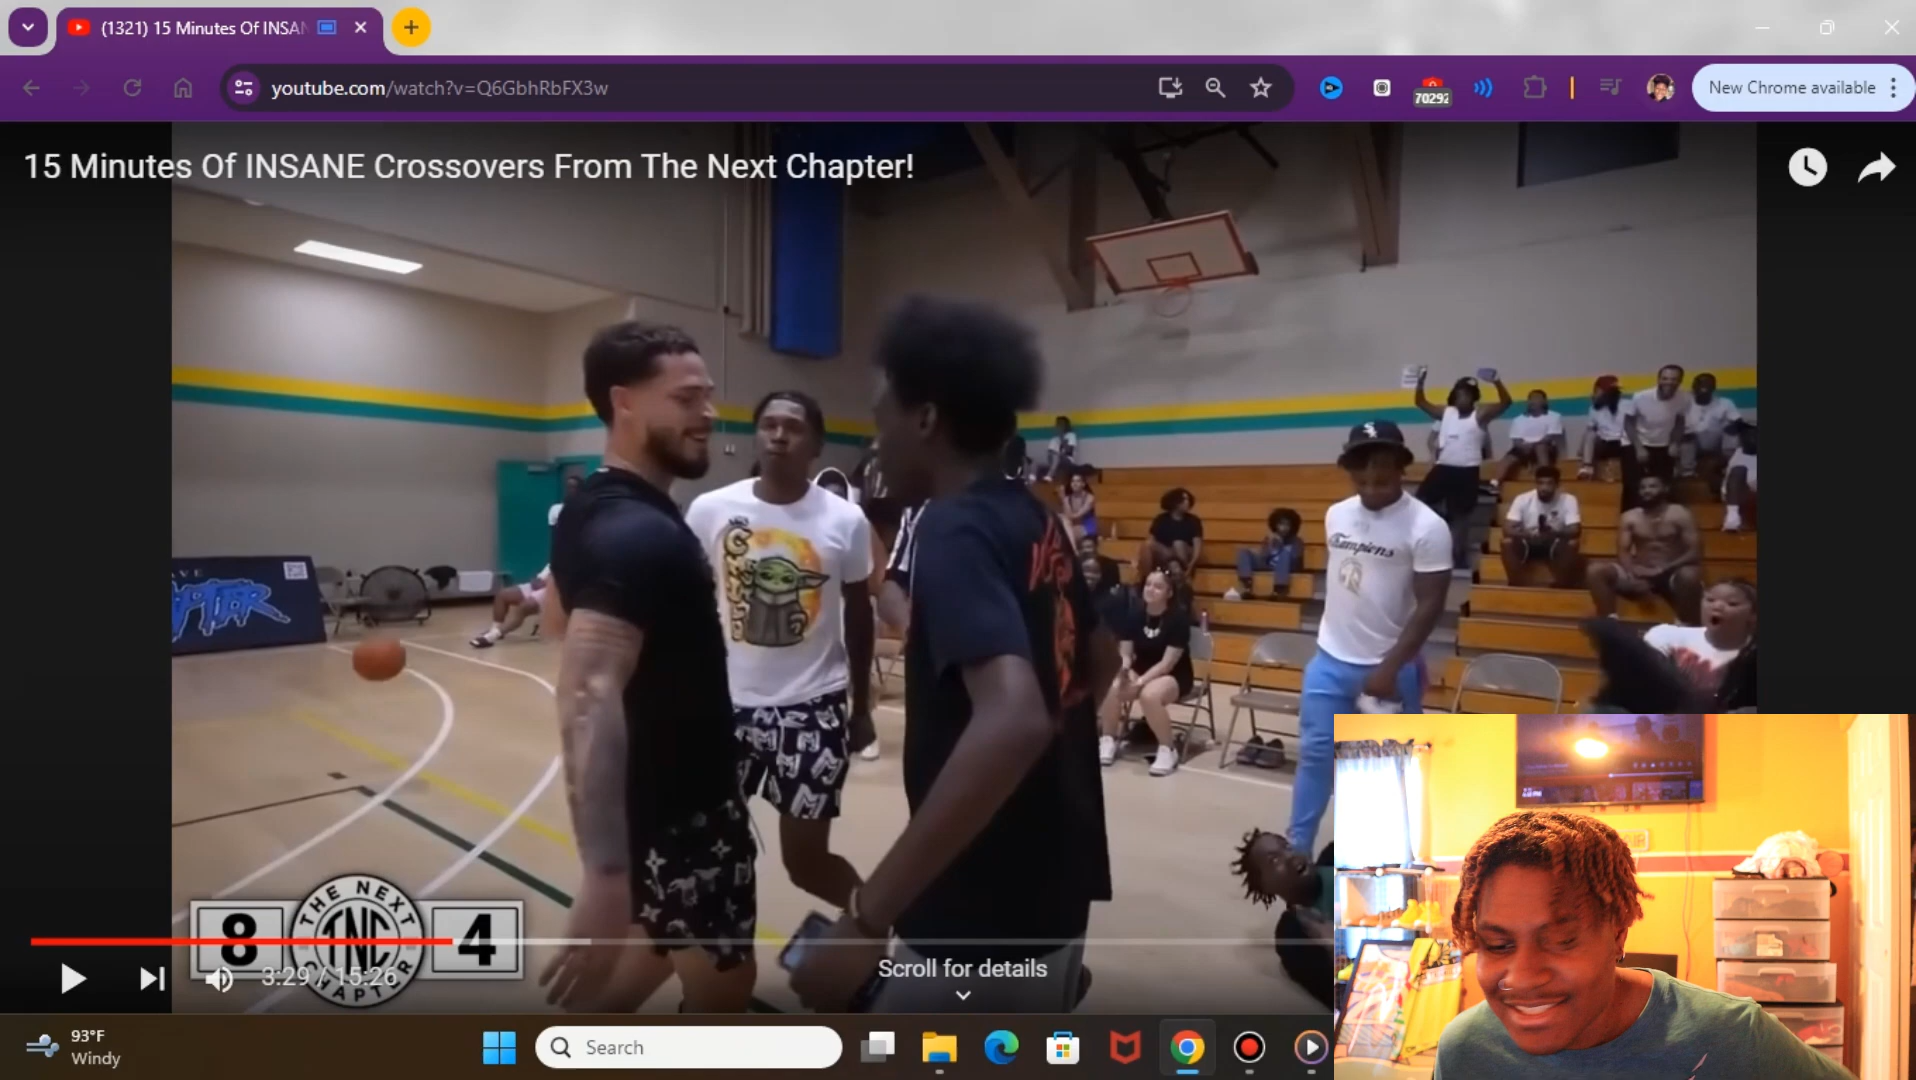 (1321) 15 Minutes Of INSAN
youtube.com/watch?v=Q6GbhRbFX3w
70292
New Chrome available
15 Minutes Of INSANE Crossovers From The Next Chapter!
Champions
8
THE NEXT
TNC
CHAPTER
4
3:29 / 15:26
Scroll for details
93°F
Windy
Search